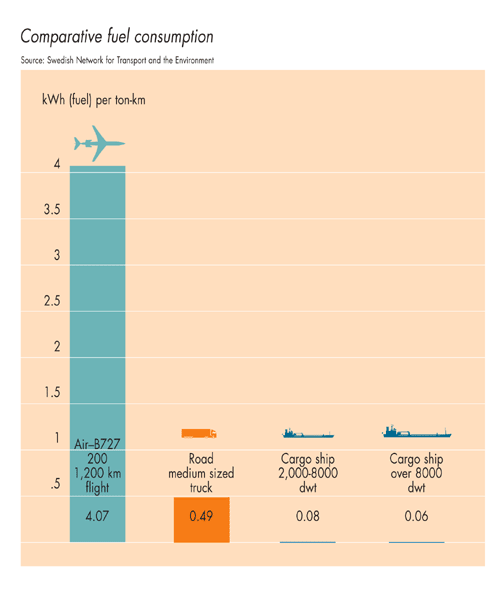 Comparative fuel consumption
Source: Swedish Network for Transport and the Environment
kWh (fuel) per ton-km
4
3.5
3
2.5
2
1.5
1
.5
Air–B727
200
1,200 km
flight
4.07
Road
medium sized
truck
0.49
Cargo ship
2,000-8000
dwt
0.08
Cargo ship
over 8000
dwt
0.06